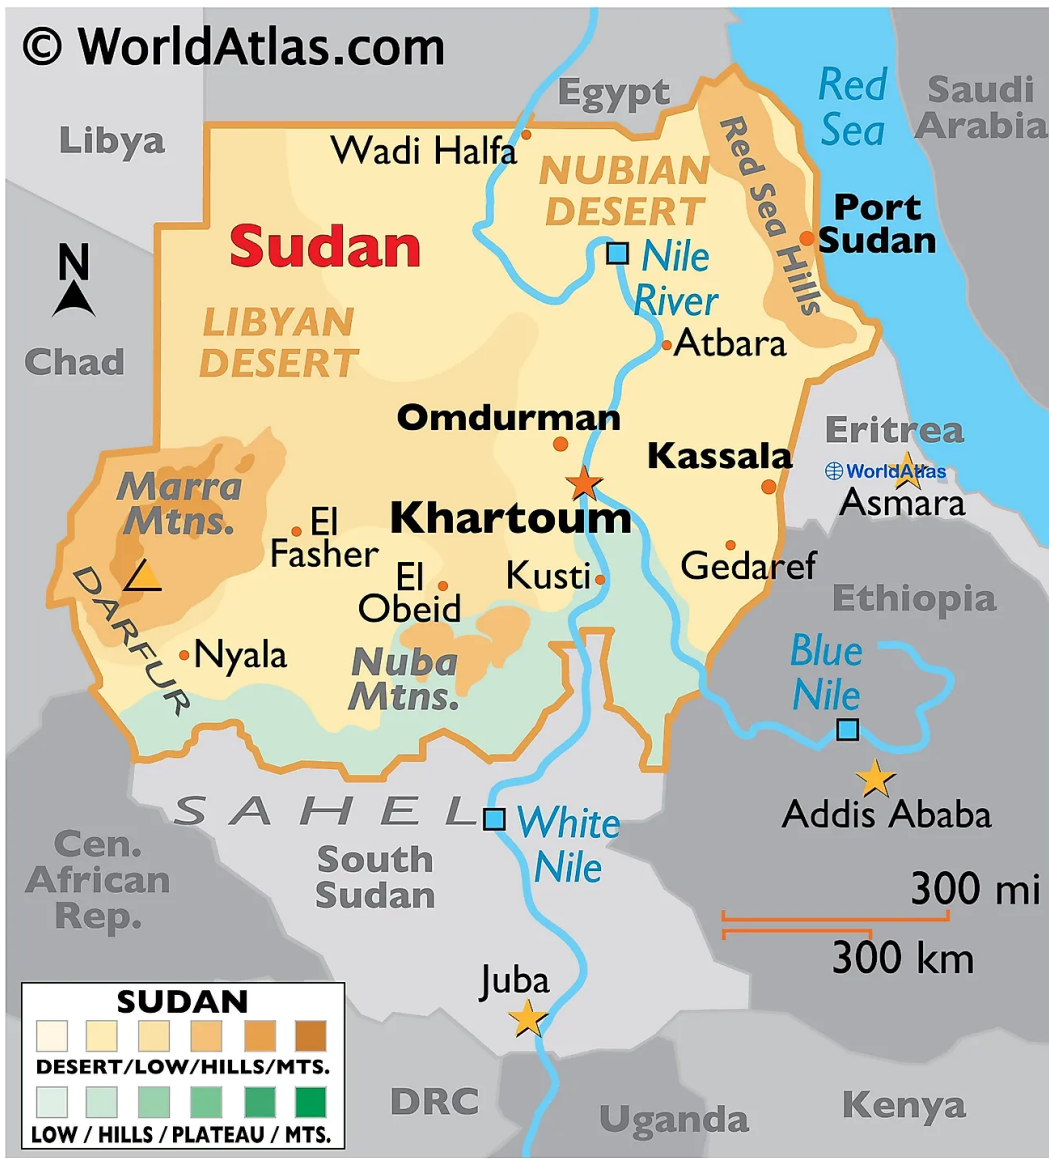 © WorldAtlas.com
Egypt
Red
Sea
Saudi
Arabia
Libya
Wadi Halfa
NUBIAN
DESERT
Red Sea Hills
Port
Sudan
Sudan
N
Nile
River
LIBYAN
DESERT
Chad
Atbara
Omdurman
Kassala
Eritrea
WorldAtlas
Asmara
Marra
Mtns.
Khartoum
El
Fasher
El
Obeid
Kusti
Gedaref
Ethiopia
DARFUR
Nyala
Nuba
Mtns.
Blue
Nile
Addis Ababa
SAHEL
White
Nile
South
Sudan
Cen.
African
Rep.
300 mi
300 km
Juba
SUDAN
DESERT/LOW/HILLS/MTS.
LOW / HILLS / PLATEAU / MTS.
DRC
Uganda
Kenya